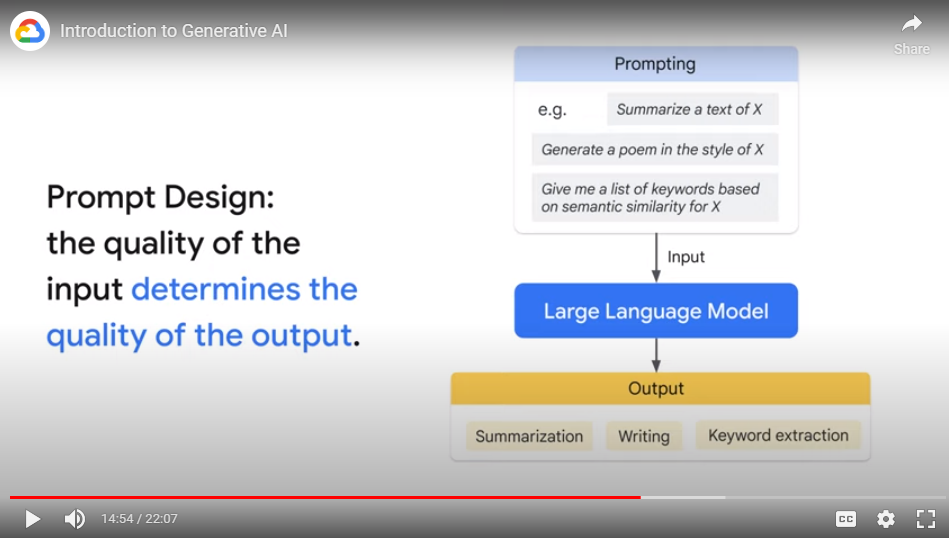 Introduction to Generative AI
Share
Prompt Design:
the quality of the
input determines the
quality of the output.
Prompting
e.g.
Summarize a text of X
Generate a poem in the style of X
Give me a list of keywords based
on semantic similarity for X
Input
Large Language Model
Output
Summarization
Writing
Keyword extraction
14:54 / 22:07
CC